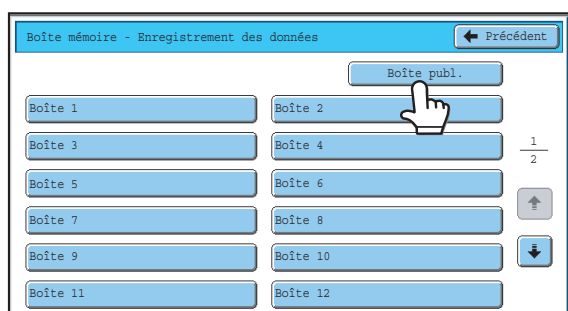 Boîte mémoire - Enregistrement des données
Précédent
Boîte publ.
Boîte 1
Boîte 2
Boîte 3
Boîte 4
1
2
Boîte 5
Boîte 6
Boîte 7
Boîte 8
Boîte 9
Boîte 10
Boîte 11
Boîte 12